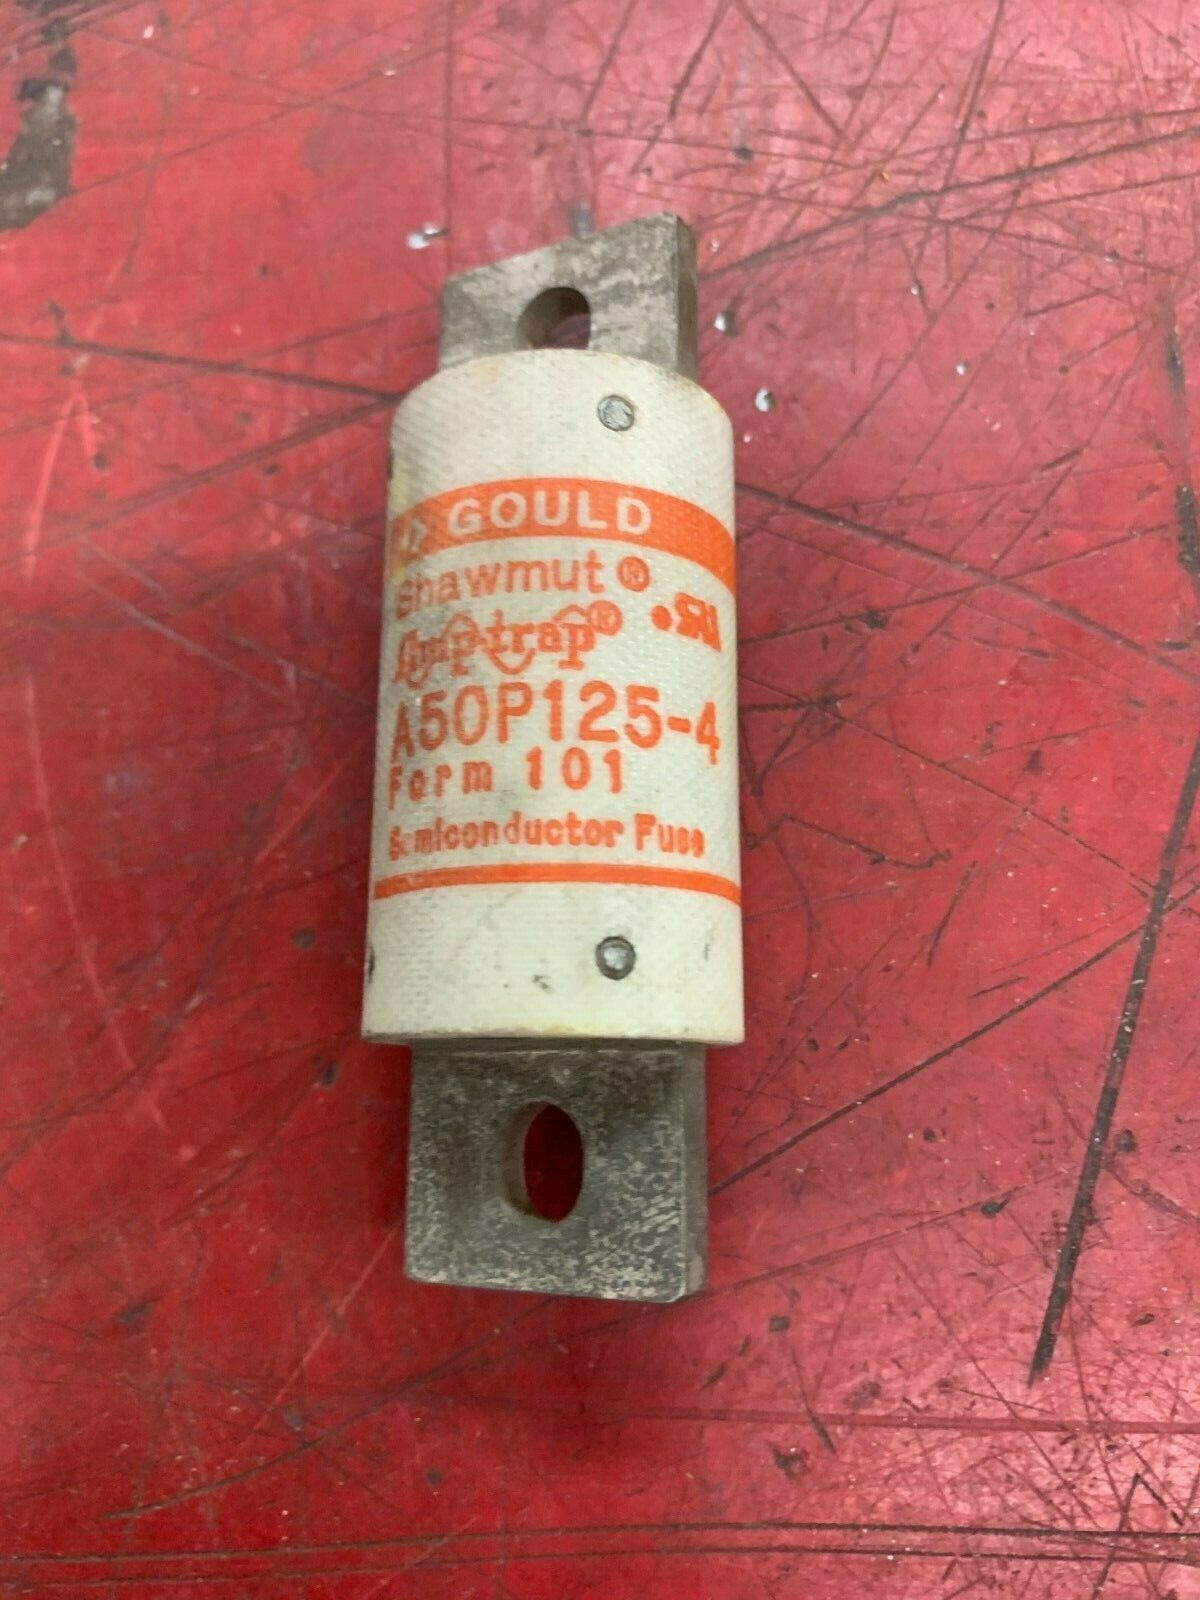 GOULD
Shawmut ®
Amp-trap®
A50P125-4
Form 101
Semiconductor Fuse